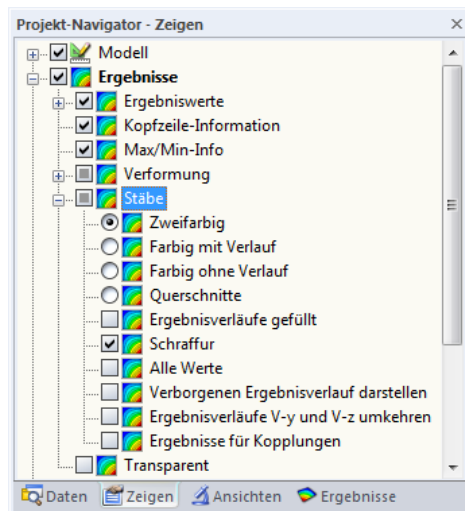 Projekt-Navigator - Zeigen
Modell
Ergebnisse
Ergebniswerte
Kopfzeile-Information
Max/Min-Info
Verformung
Stäbe
Zweifarbig
Farbig mit Verlauf
Farbig ohne Verlauf
Querschnitte
Ergebnisverläufe gefüllt
Schraffur
Alle Werte
Verborgenen Ergebnisverlauf darstellen
Ergebnisverläufe V-y und V-z umkehren
Ergebnisse für Kopplungen
Transparent
Daten Zeigen Ansichten Ergebnisse